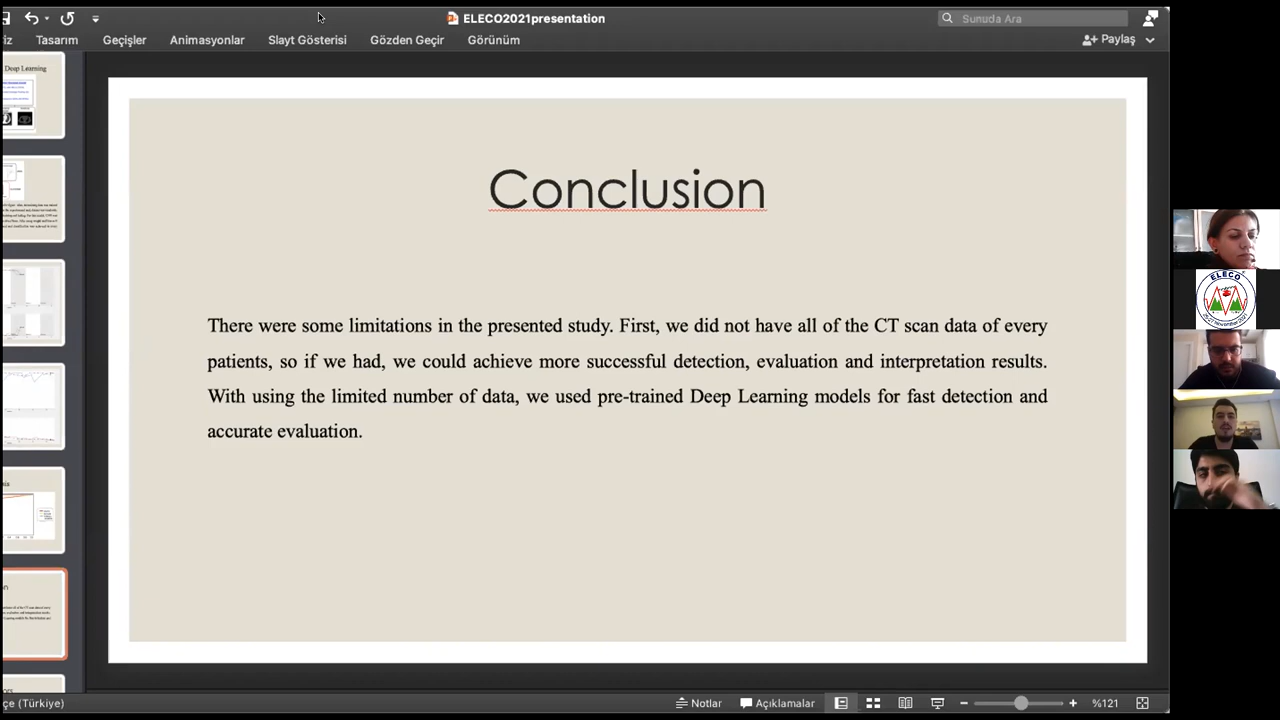 ELECO2021presentation
Sunuda Ara
Tasarım
Geçişler
Animasyonlar
Slayt Gösterisi
Gözden Geçir
Görünüm
Paylaş
Deep Learning
Conclusion
There were some limitations in the presented study. First, we did not have all of the CT scan data of every
patients, so if we had, we could achieve more successful detection, evaluation and interpretation results.
With using the limited number of data, we used pre-trained Deep Learning models for fast detection and
accurate evaluation.
ELECO
çe (Türkiye)
Notlar
Açıklamalar
%121